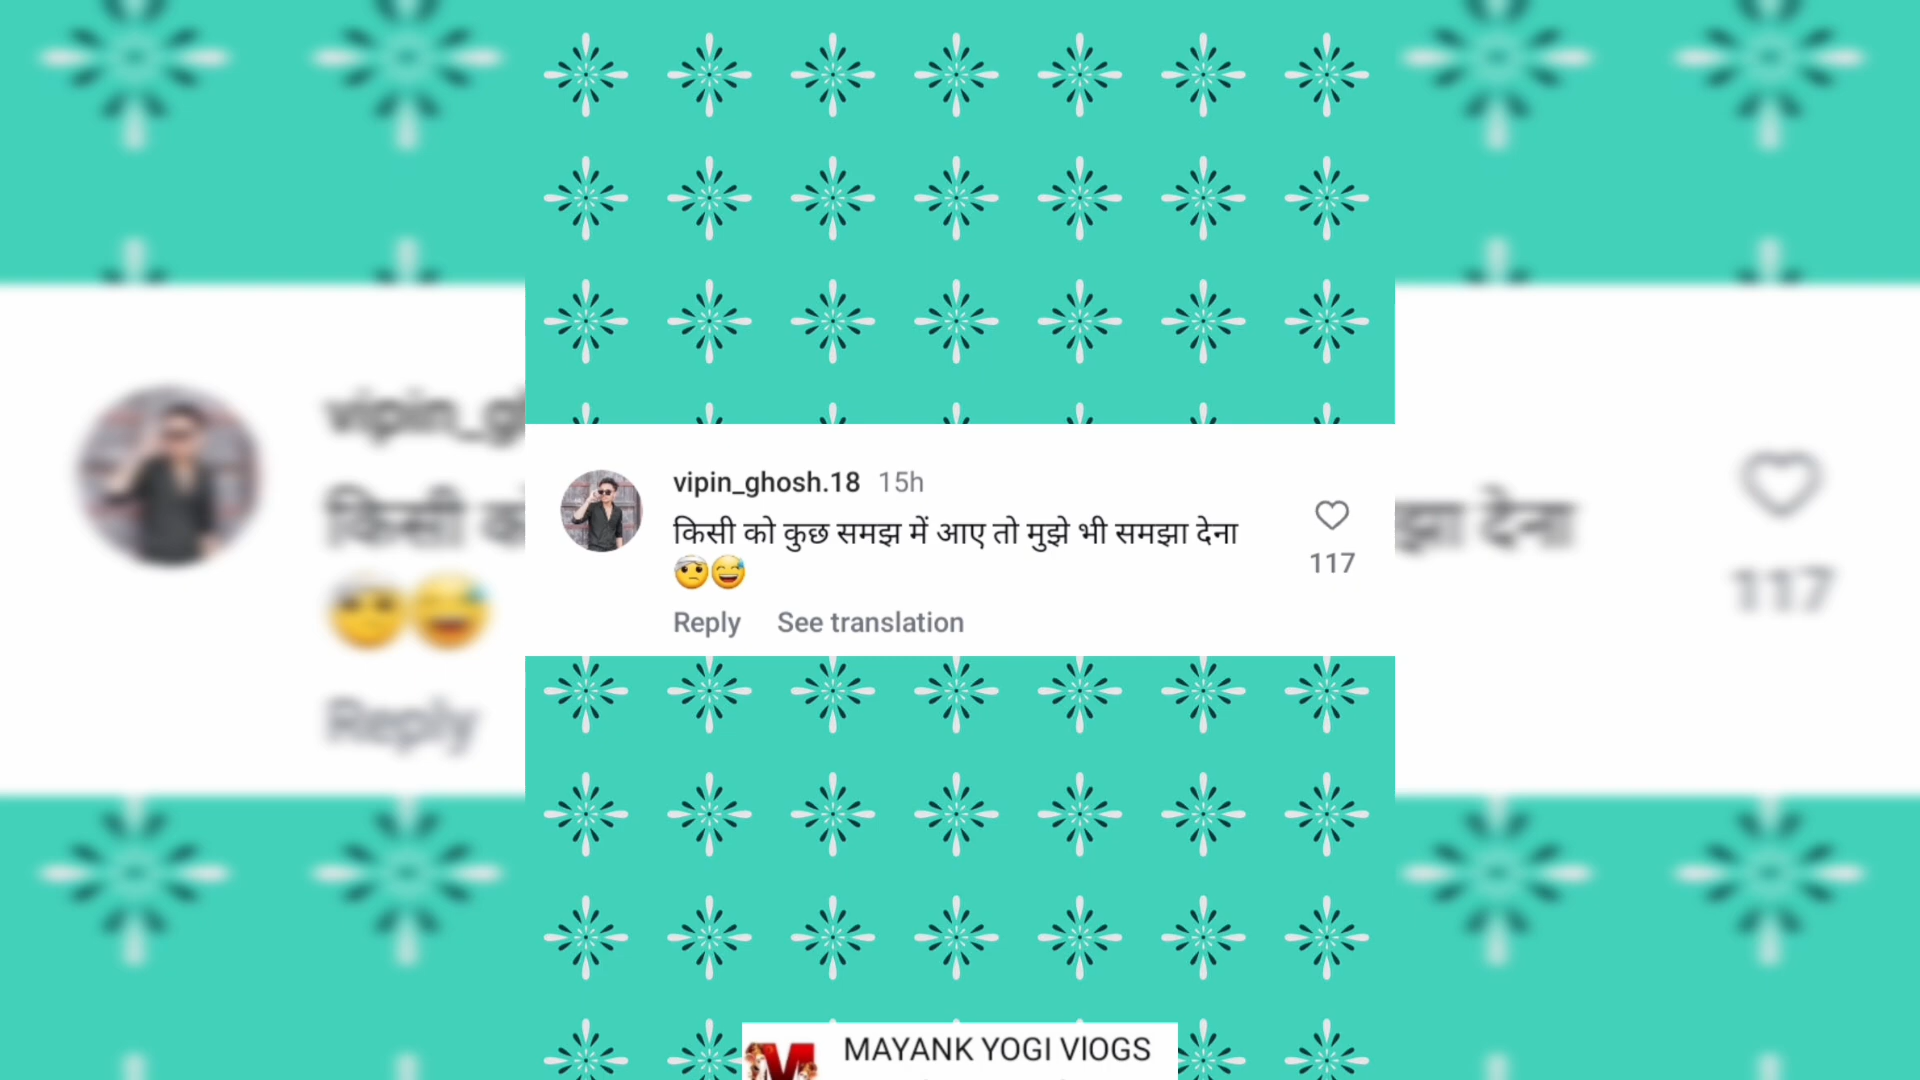 vipin_ghosh.18 15h
किसी को कुछ समझ में आए तो मुझे भी समझा देना
🤕😅
117
Reply See translation
MAYANK YOGI VlOGS